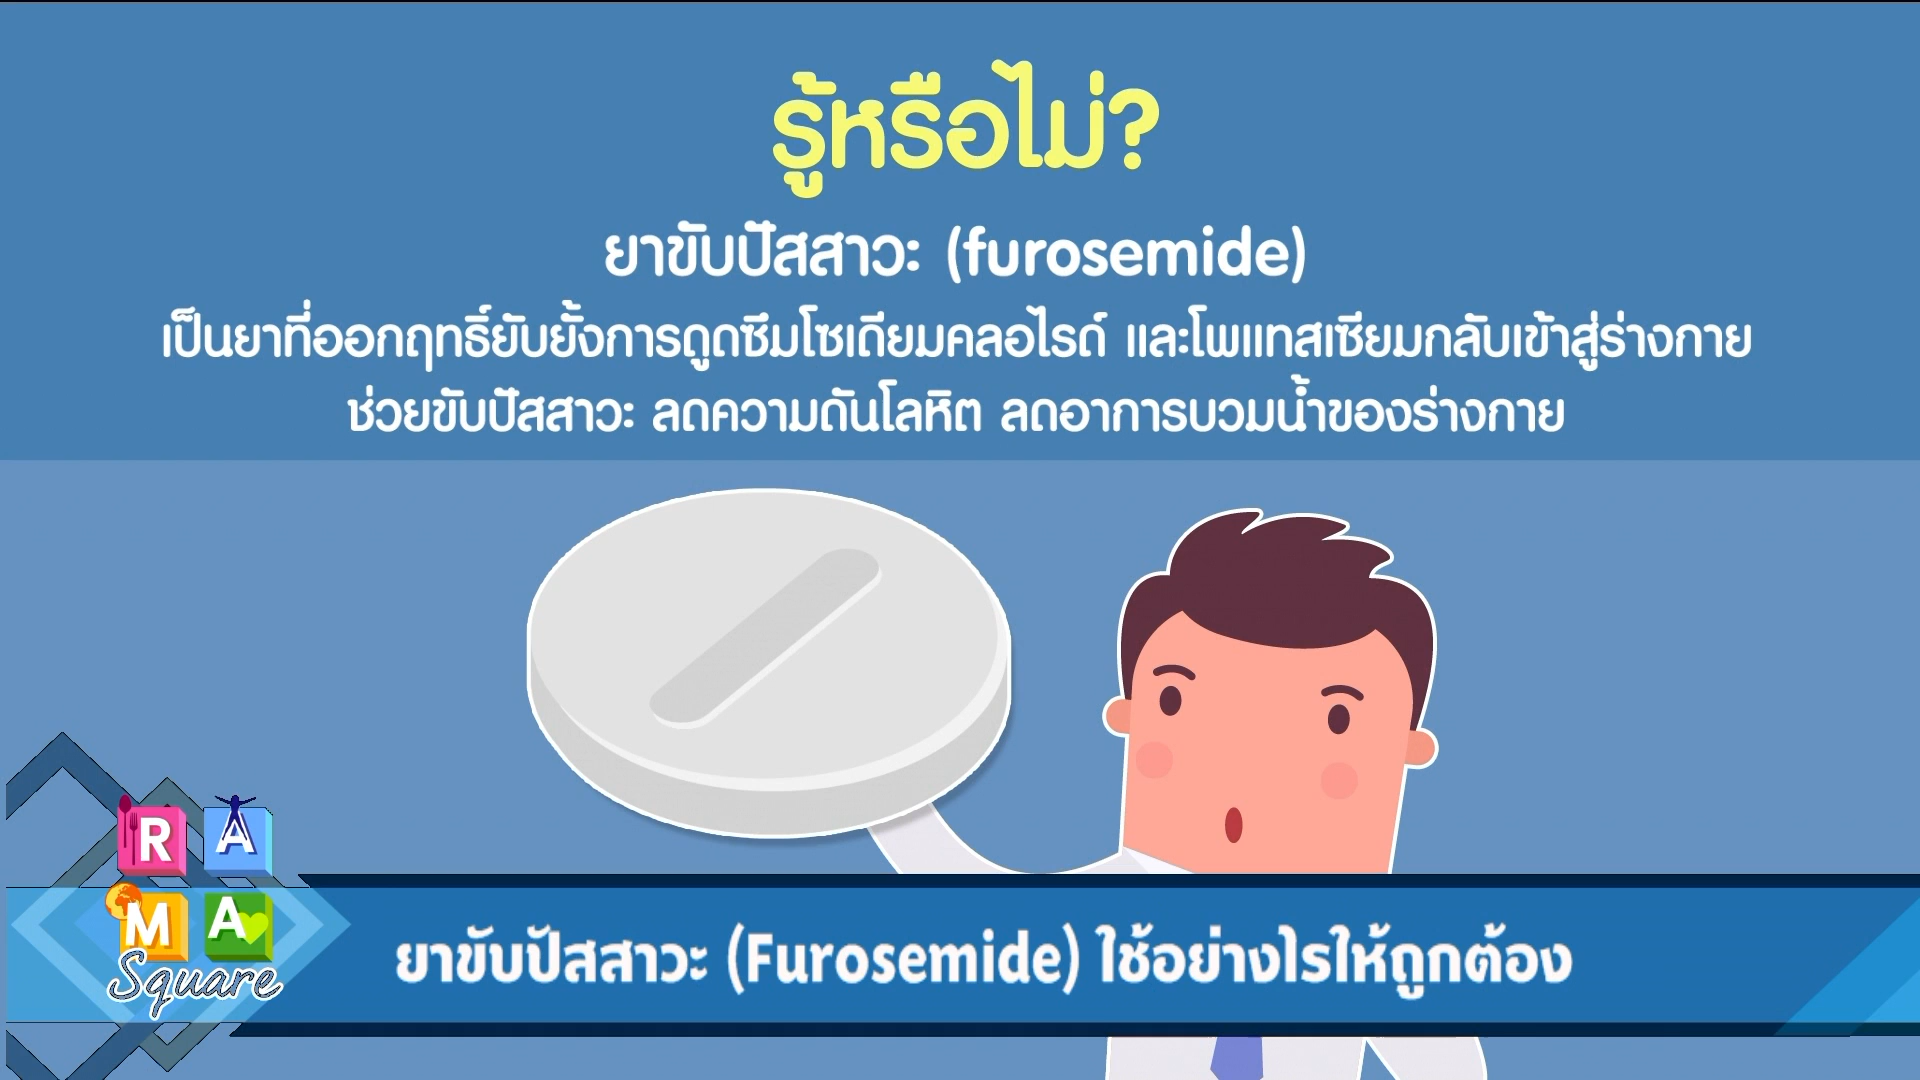 รู้หรือไม่?
ยาขับปัสสาวะ (furosemide)
เป็นยาที่ออกฤทธิ์ยับยั้งการดูดซึมโซเดียมคลอไรด์ และโพแทสเซียมกลับเข้าสู่ร่างกาย
ช่วยขับปัสสาวะ ลดความดันโลหิต ลดอาการบวมน้ำของร่างกาย
RA
MA
Square
ยาขับปัสสาวะ (Furosemide) ใช้อย่างไรให้ถูกต้อง